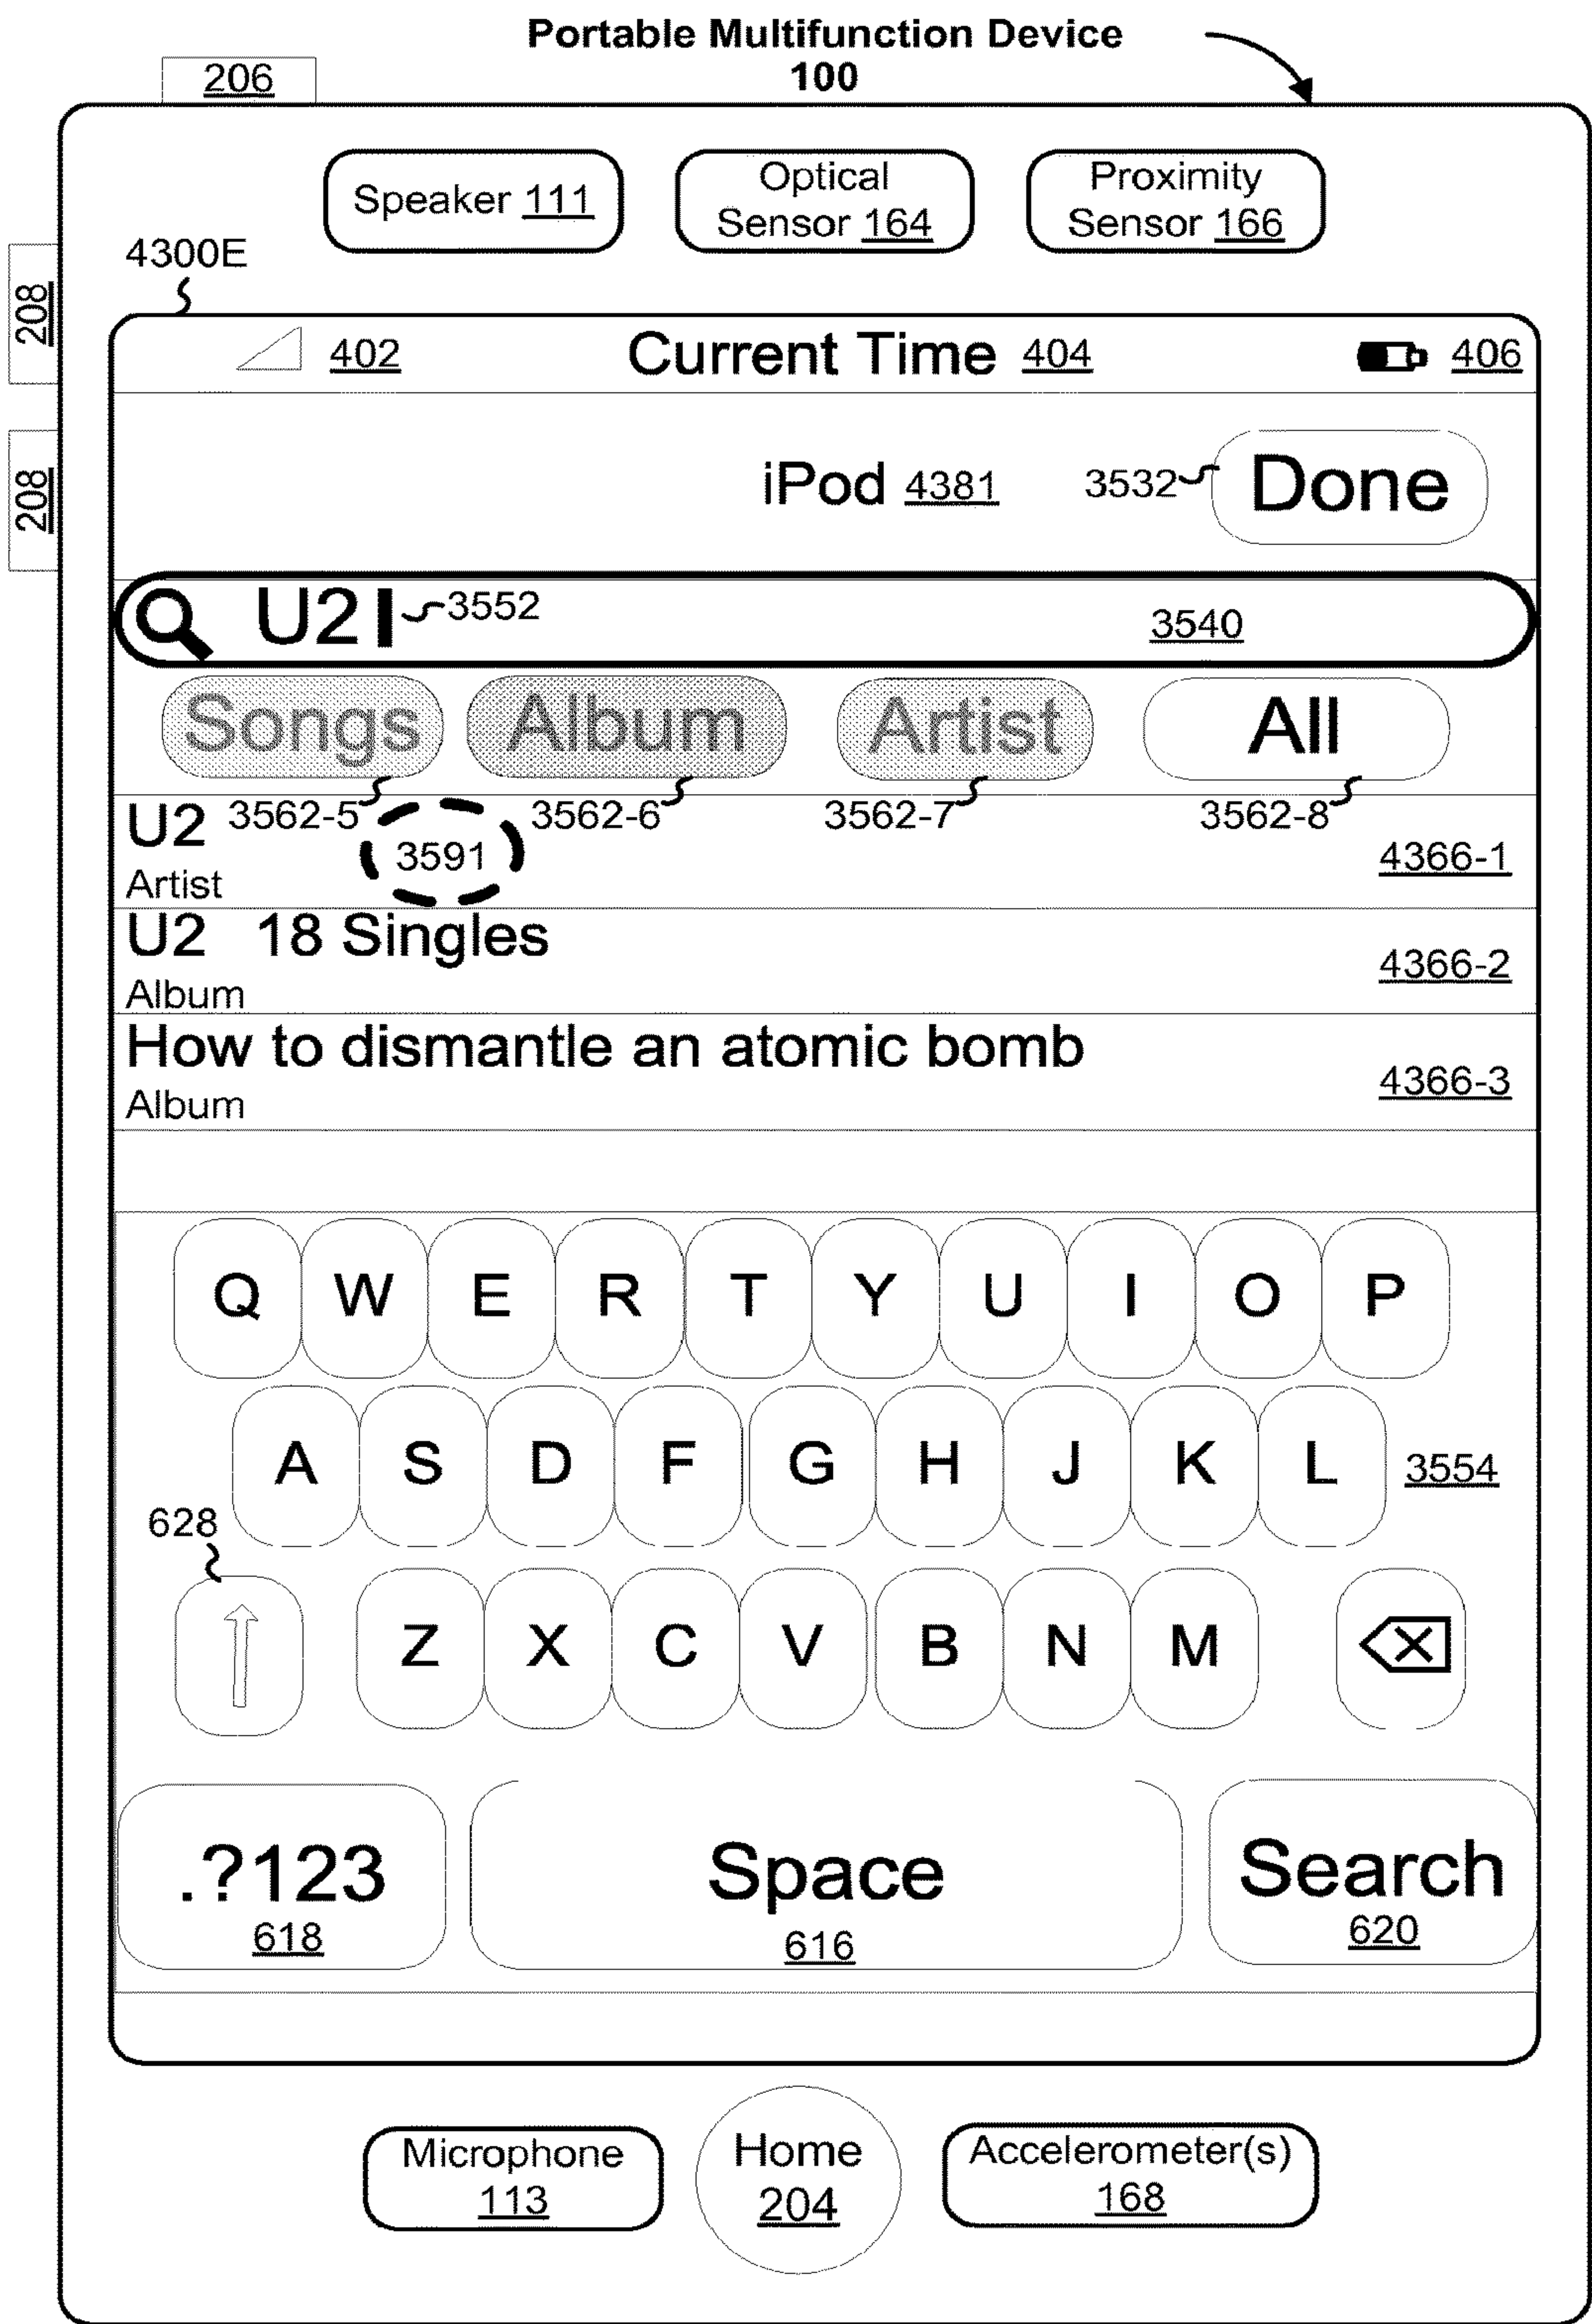 Portable Multifunction Device
100
206
Speaker 111
Optical
Sensor 164
Proximity
Sensor 166
4300E
208
402
Current Time 404
406
208
iPod 4381
3532
Done
U2
3552
3540
Songs
Album
Artist
All
3562-5
3562-6
3562-7
3562-8
U2
3591
Artist
4366-1
U2 18 Singles
Album
4366-2
How to dismantle an atomic bomb
Album
4366-3
Q W E R T Y U I O P
A S D F G H J K L
3554
628
Z X C V B N M
.?123
618
Space
616
Search
620
Microphone
113
Home
204
Accelerometer(s)
168